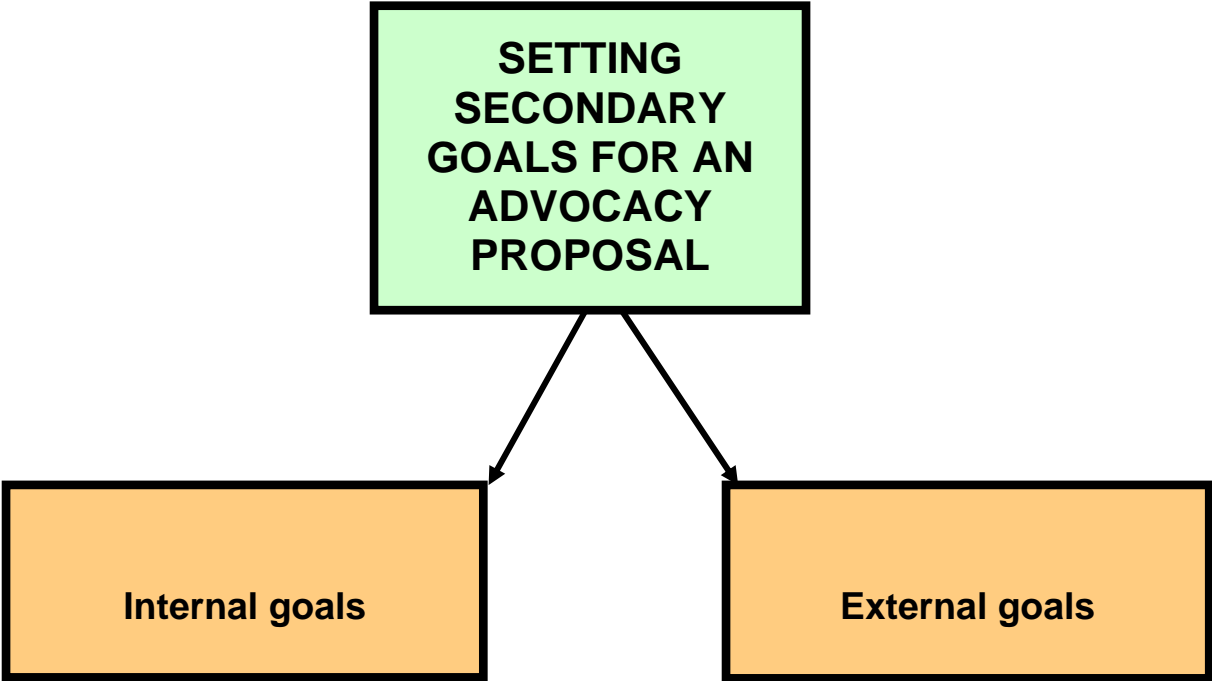 SETTING
SECONDARY
GOALS FOR AN
ADVOCACY
PROPOSAL
Internal goals
External goals